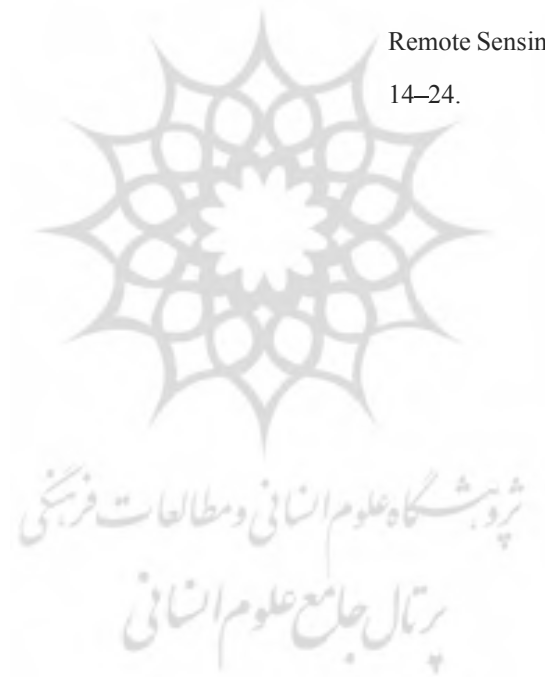 Remote Sensin
14–24.
پژوهشگاه علوم انسانی و مطالعات فرهنگی
پرتال جامع علوم انسانی